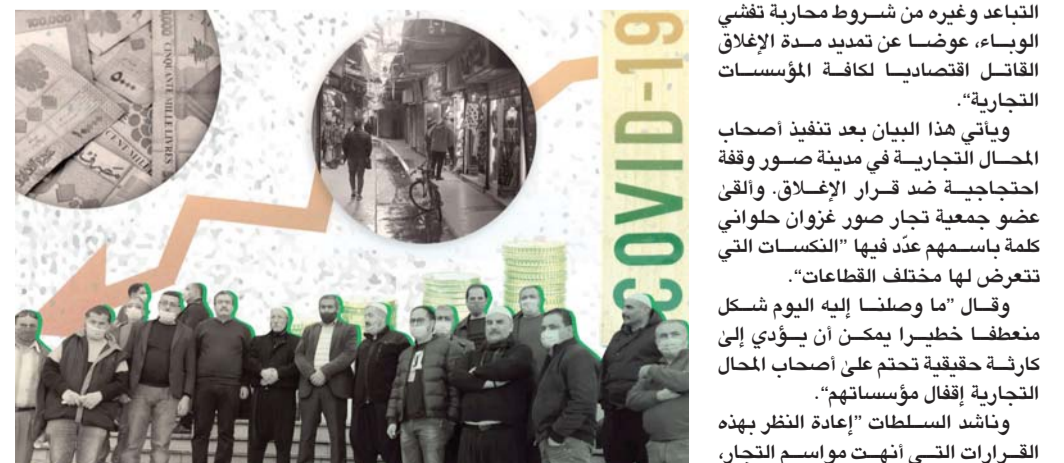 التباعد وغيره من شروط محاربة تفشي
الوباء، عوضا عن تمديد مدة الإغلاق
القاتل اقتصاديا لكافة المؤسسات
التجارية“.
ويأتي هذا البيان بعد تنفيذ أصحاب
المحال التجارية في مدينة صور وقفة
احتجاجية ضد قرار الإغلاق. وألقى
عضو جمعية تجار صور غزوان حلواني
كلمة باسمهم عدّد فيها ”النكسات التي
تتعرض لها مختلف القطاعات“.
وقال ”ما وصلنا إليه اليوم شكل
منعطفا خطيرا يمكن أن يؤدي إلى
كارثة حقيقية تحتم على أصحاب المحال
التجارية إقفال مؤسساتهم“.
وناشد السلطات ”إعادة النظر بهذه
القرارات التي أنهت مواسم التجار،
COVID-19
100.000
٥٠٠٠
CINQUANTE MILLE LIVRES